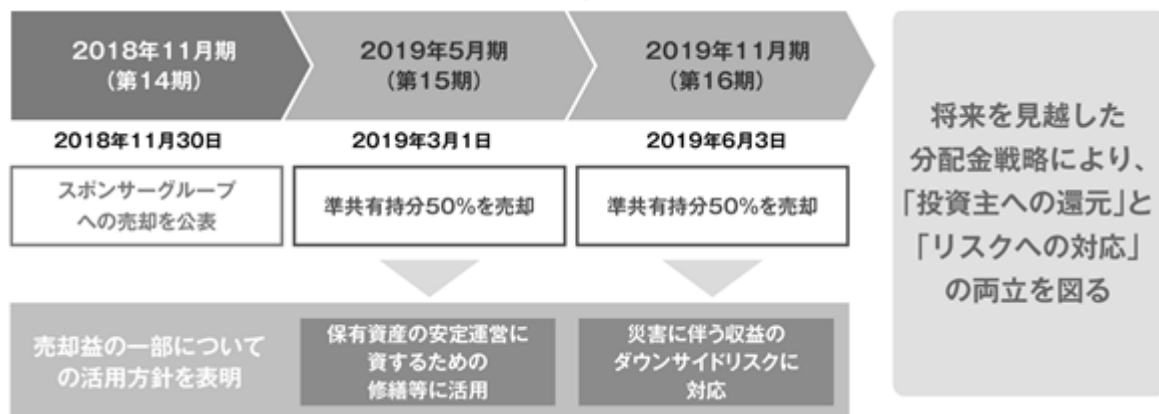 2018年11月期
（第14期）
2019年5月期
（第15期）
2019年11月期
（第16期）
2018年11月30日
2019年3月1日
2019年6月3日
スポンサーグループ
への売却を公表
準共有持分50%を売却
準共有持分50%を売却
売却益の一部について
の活用方針を表明
保有資産の安定運営に
資するための
修繕等に活用
災害に伴う収益の
ダウンサイドリスクに
対応
将来を見越した
分配金戦略により、
「投資主への還元」と
「リスクへの対応」
の両立を図る